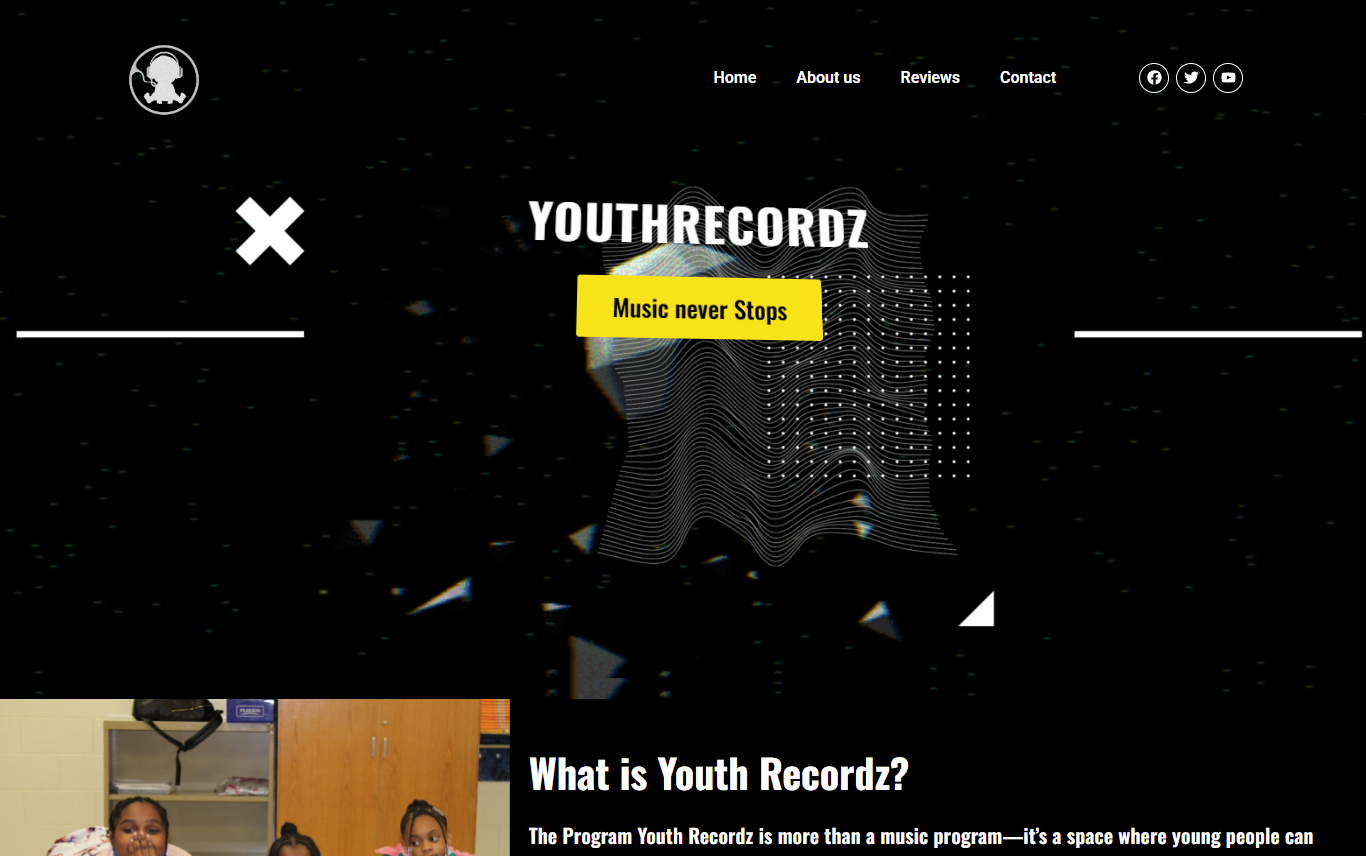 Home About us Reviews Contact
YOUTHRECORDZ
Music never Stops
PEARSON
What is Youth Recordz?
The Program Youth Recordz is more than a music program—it's a space where young people can